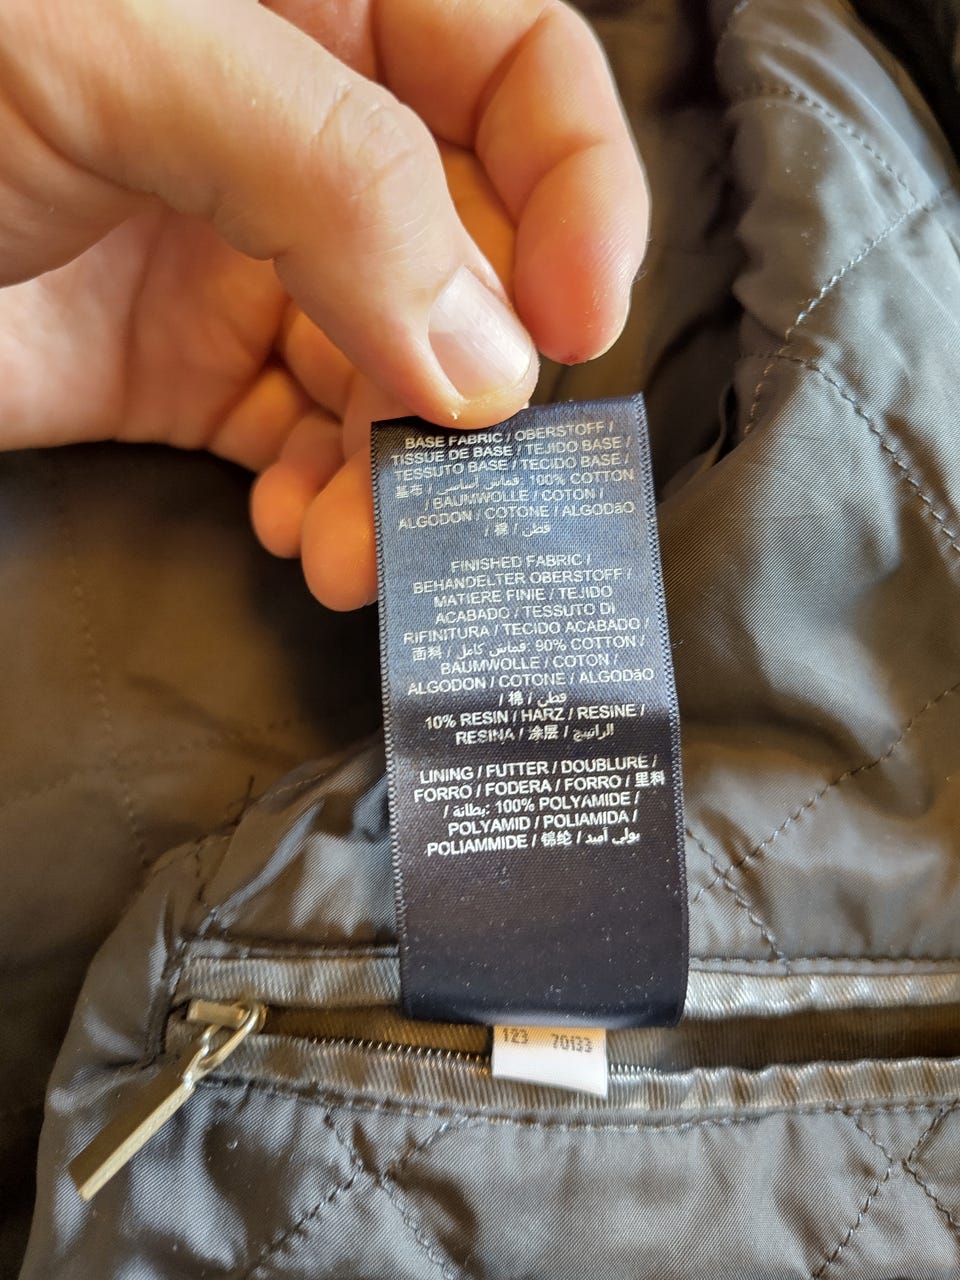 BASE FABRIC / OBERSTOFF /
TISSUE DE BASE / TEJIDO BASE /
TESSUTO BASE / TECIDO BASE /
基布 / قماش أساسي: 100% COTTON
/ BAUMWOLLE / COTON /
ALGODON / COTONE / ALGODãO
/ 棉 / قطن
FINISHED FABRIC /
BEHANDELTER OBERSTOFF /
MATIERE FINIE / TEJIDO
ACABADO / TESSUTO DI
RIFINITURA / TECIDO ACABADO /
面料 / قماش كامل: 90% COTTON /
BAUMWOLLE / COTON /
ALGODON / COTONE / ALGODãO
/ 棉 / قطن
10% RESIN / HARZ / RESINE /
RESINA / 涂层 / الراتينج
LINING / FUTTER / DOUBLURE /
FORRO / FODERA / FORRO / 里料
/ بطانة: 100% POLYAMIDE /
POLYAMID / POLIAMIDA /
POLIAMMIDE / 锦纶 / بولي أميد
123 70133